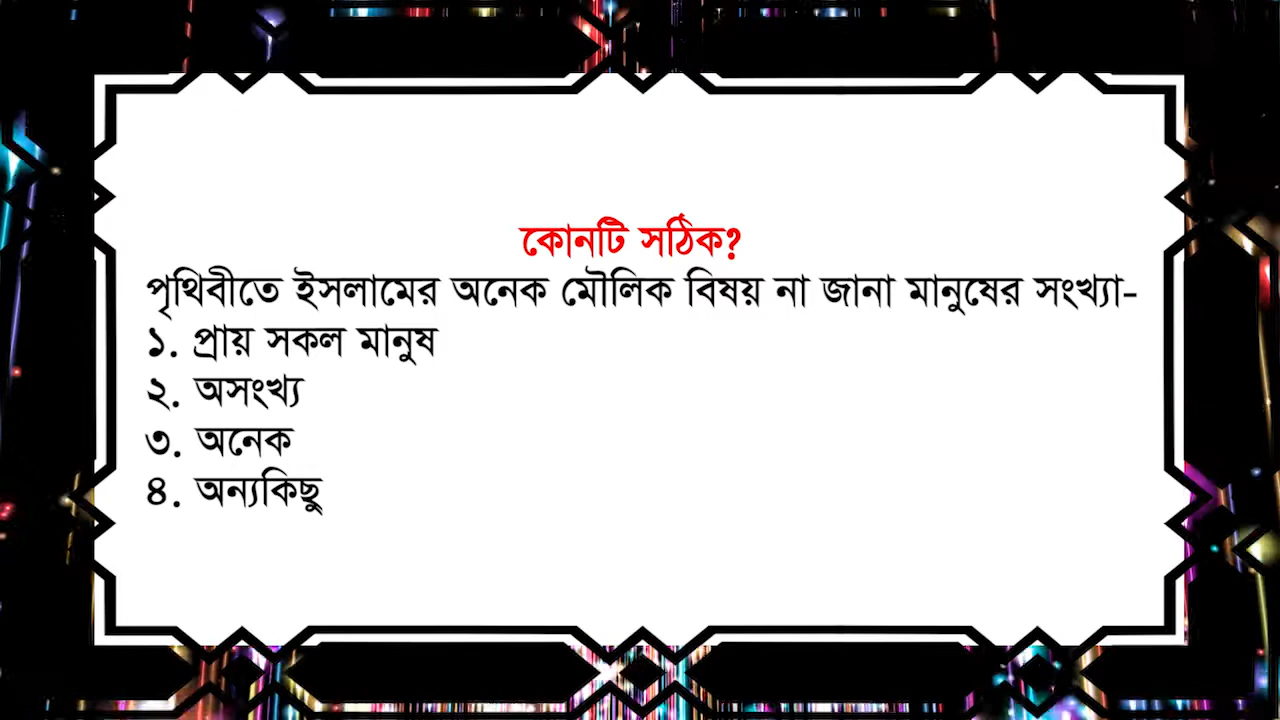 কোনটি সঠিক?
পৃথিবীতে ইসলামের অনেক মৌলিক বিষয় না জানা মানুষের সংখ্যা-
১. প্রায় সকল মানুষ
২. অসংখ্য
৩. অনেক
৪. অন্যকিছু